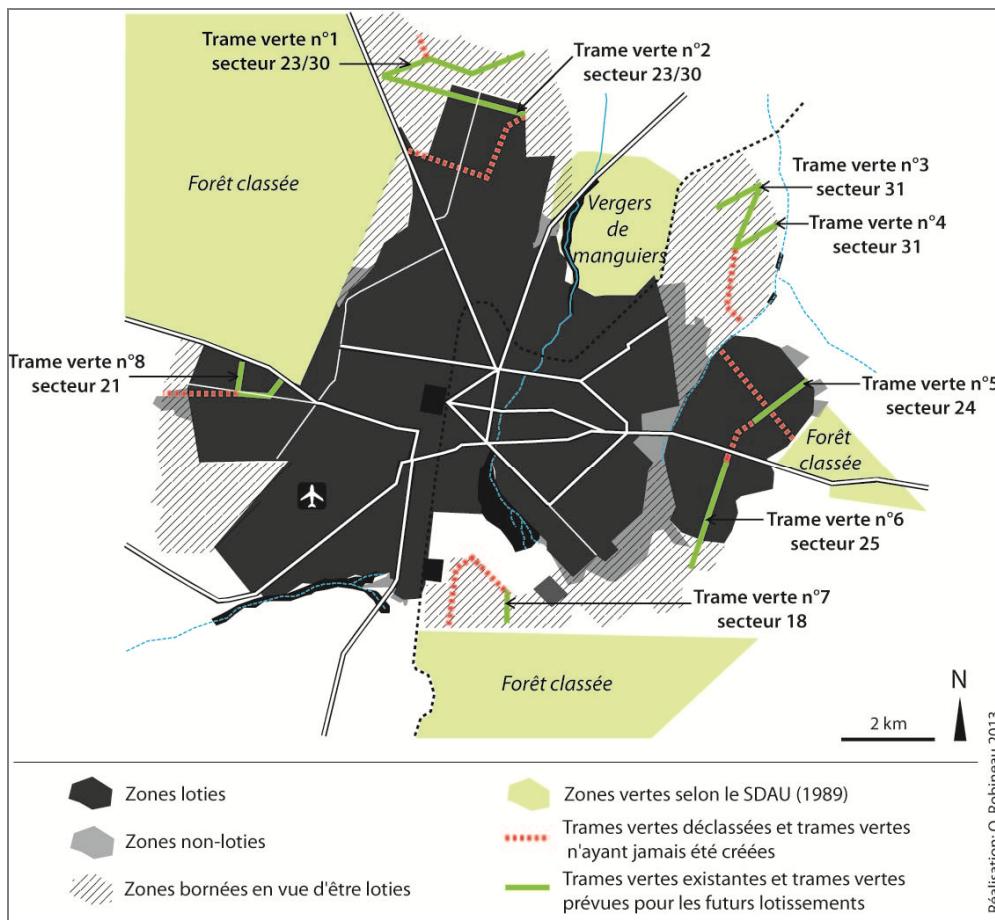 Trame verte n°1
secteur 23/30
Trame verte n°2
secteur 23/30
Forêt classée
Vergers
de
manguiers
Trame verte n°3
secteur 31
Trame verte n°4
secteur 31
Trame verte n°8
secteur 21
Trame verte n°5
secteur 24
Forêt
classée
Trame verte n°6
secteur 25
Trame verte n°7
secteur 18
Forêt classée
N
2 km
Zones loties
Zones non-loties
Zones bornées en vue d'être loties
Zones vertes selon le SDAU (1989)
Trames vertes déclassées et trames vertes
n'ayant jamais été créées
Trames vertes existantes et trames vertes
prévues pour les futurs lotissements
Réalisation: O. Robineau 2013